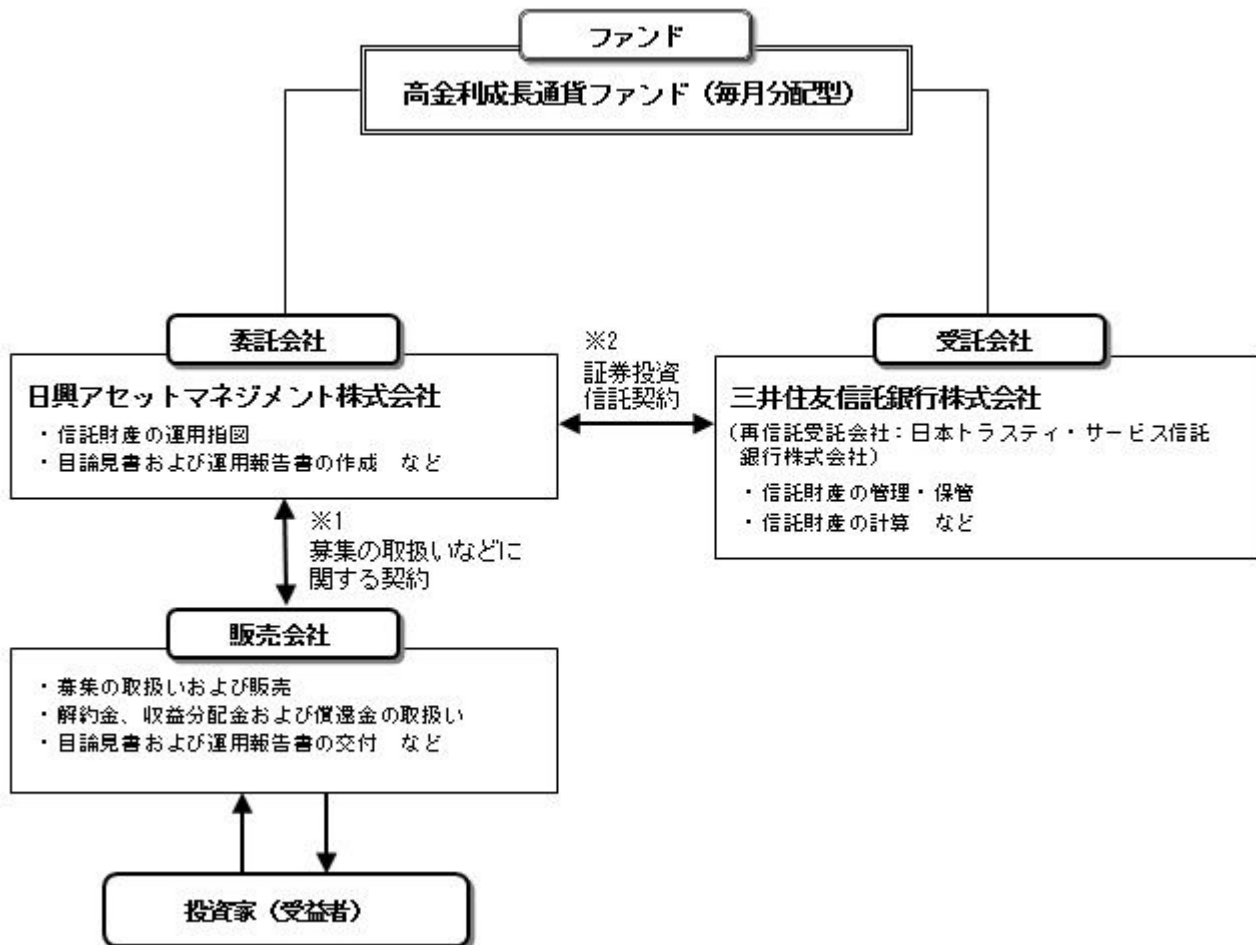 ファンド
高金利成長通貨ファンド（毎月分配型）
委託会社
日興アセットマネジメント株式会社
・信託財産の運用指図
・目論見書および運用報告書の作成　など
※2
証券投資
信託契約
受託会社
三井住友信託銀行株式会社
（再信託受託会社：日本トラスティ・サービス信託
銀行株式会社）
・信託財産の管理・保管
・信託財産の計算　など
※1
募集の取扱いなどに
関する契約
販売会社
・募集の取扱いおよび販売
・解約金、収益分配金および償還金の取扱い
・目論見書および運用報告書の交付　など
投資家（受益者）